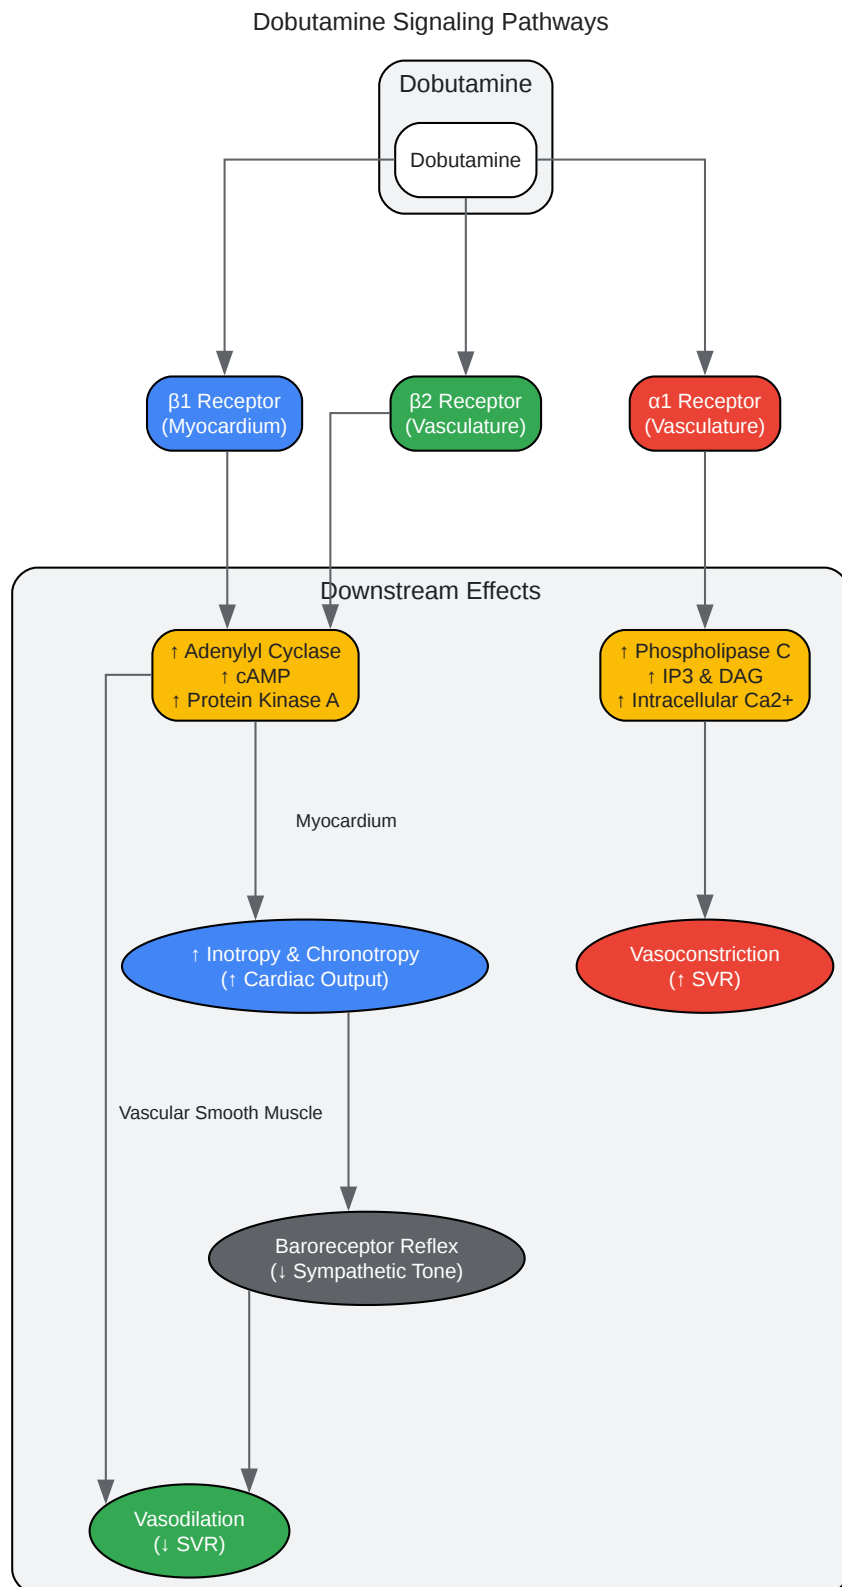 Dobutamine Signaling Pathways
Dobutamine
Dobutamine
β1 Receptor
(Myocardium)
β2 Receptor
(Vasculature)
α1 Receptor
(Vasculature)
Downstream Effects
↑ Adenylyl Cyclase
↑ cAMP
↑ Protein Kinase A
↑ Phospholipase C
↑ IP3 & DAG
↑ Intracellular Ca2+
Myocardium
↑ Inotropy & Chronotropy
(↑ Cardiac Output)
Vasoconstriction
(↑ SVR)
Vascular Smooth Muscle
Baroreceptor Reflex
(↓ Sympathetic Tone)
Vasodilation
(↓ SVR)